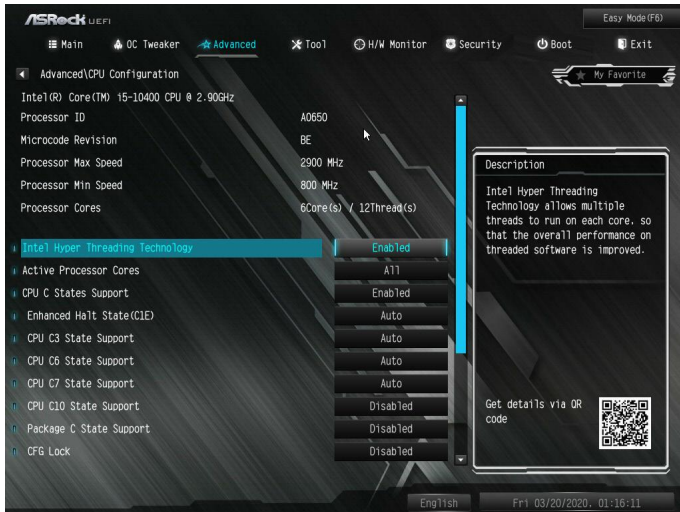 ASRock UEFI
Easy Mode(F6)
Main OC Tweaker Advanced Tool H/W Monitor Security Boot Exit
Advanced\CPU Configuration
My Favorite
Intel(R) Core(TM) i5-10400 CPU @ 2.90GHz
Processor ID A0650
Microcode Revision BE
Processor Max Speed 2900 MHz
Processor Min Speed 800 MHz
Processor Cores 6Core(s) / 12Thread(s)
Intel Hyper Threading Technology Enabled
Active Processor Cores All
CPU C States Support Enabled
Enhanced Halt State(C1E) Auto
CPU C3 State Support Auto
CPU C6 State Support Auto
CPU C7 State Support Auto
CPU C10 State Support Disabled
Package C State Support Disabled
CFG Lock Disabled
Description
Intel Hyper Threading
Technology allows multiple
threads to run on each core, so
that the overall performance on
threaded software is improved.
Get details via QR
code
English
Fri 03/20/2020, 01:16:11